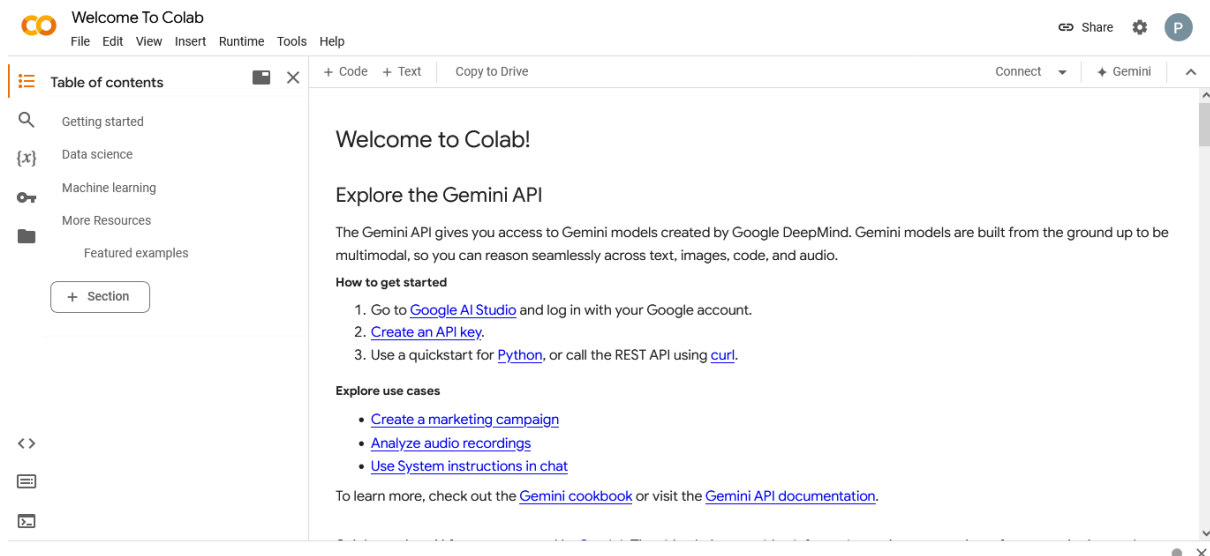 Welcome To Colab
File Edit View Insert Runtime Tools Help
Share
P
Table of contents
+ Code + Text Copy to Drive
Connect Gemini
Getting started
Data science
Machine learning
More Resources
Featured examples
+ Section
{x}
Welcome to Colab!
Explore the Gemini API
The Gemini API gives you access to Gemini models created by Google DeepMind. Gemini models are built from the ground up to be
multimodal, so you can reason seamlessly across text, images, code, and audio.
How to get started
1. Go to Google AI Studio and log in with your Google account.
2. Create an API key.
3. Use a quickstart for Python, or call the REST API using curl.
Explore use cases
• Create a marketing campaign
• Analyze audio recordings
• Use System instructions in chat
To learn more, check out the Gemini cookbook or visit the Gemini API documentation.